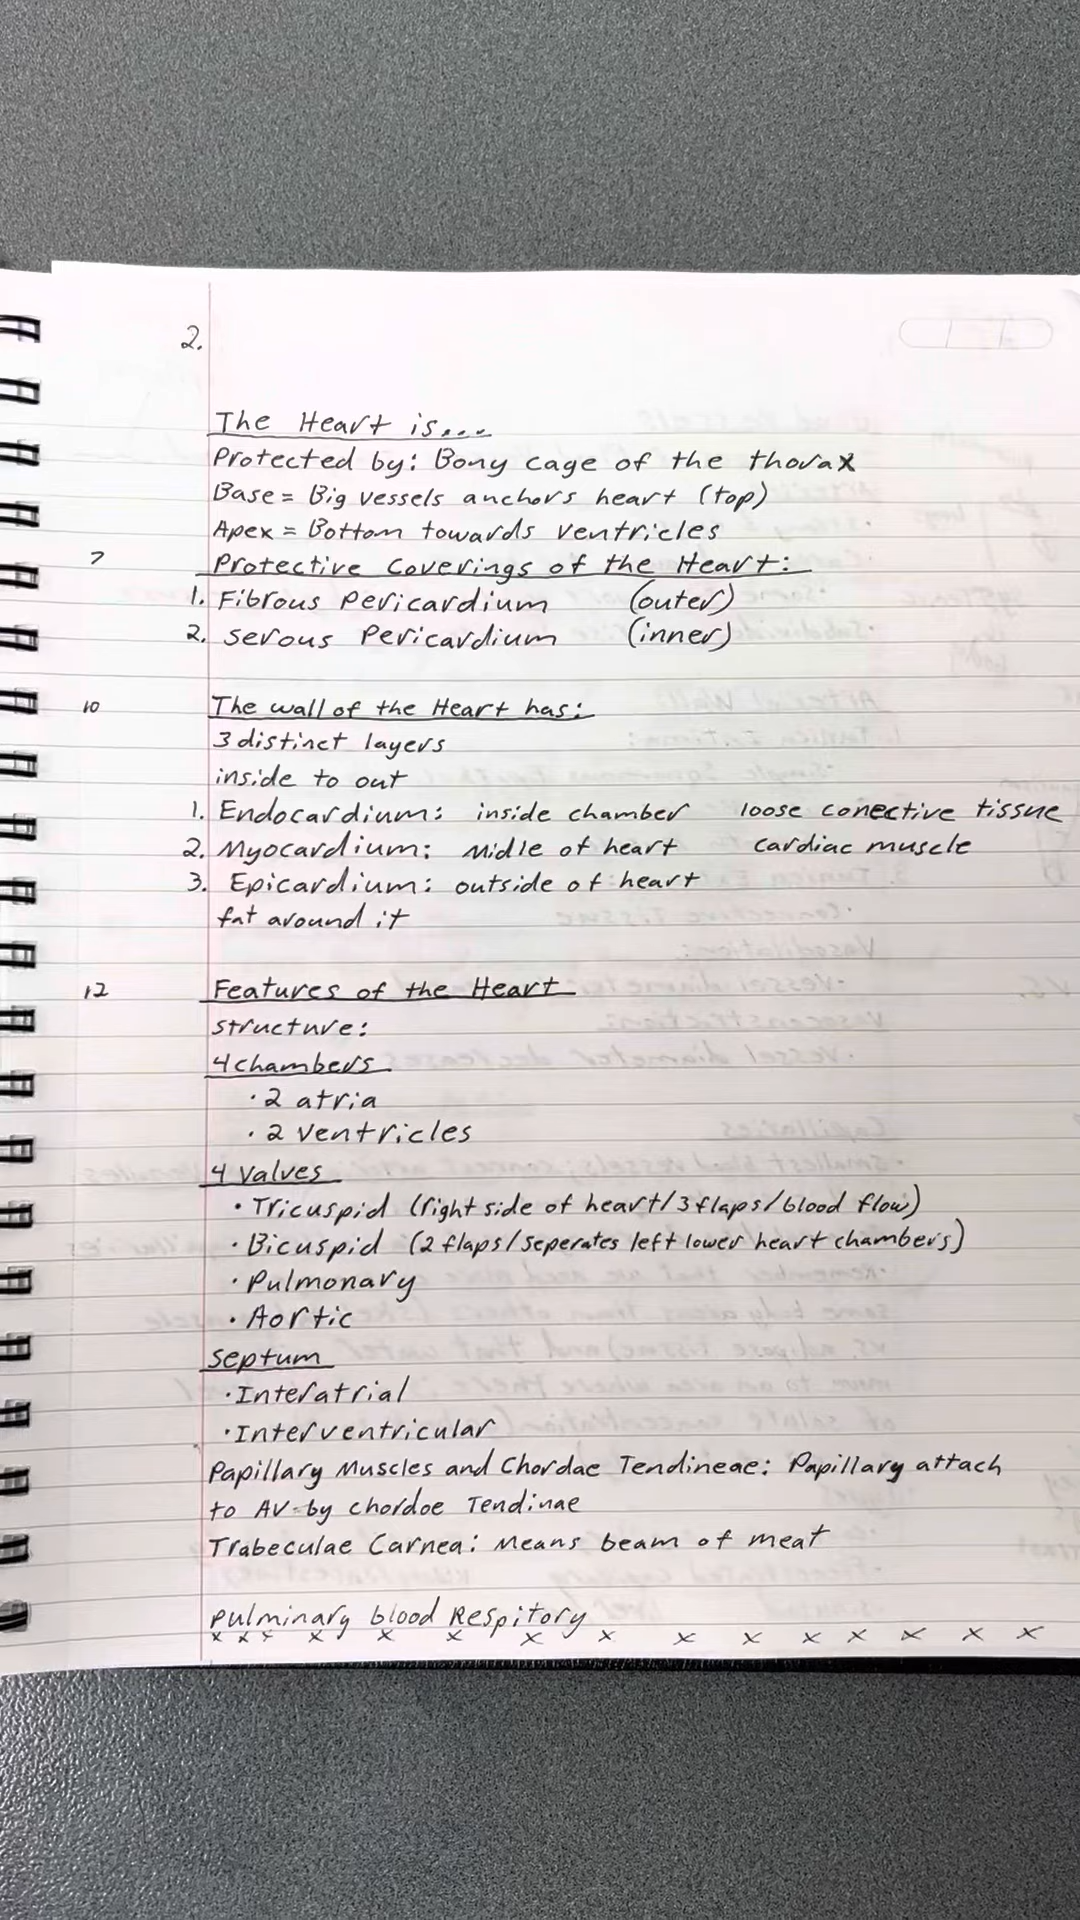 2.
The Heart is...
Protected by: Bony cage of the thorax
Base = Big vessels anchors heart (top)
Apex = Bottom towards ventricles
7 Protective Coverings of the Heart:
1. Fibrous Pericardium (outer)
2. Serous Pericardium (inner)
10 The wall of the Heart has:
3 distinct layers
inside to out
1. Endocardium: inside chamber loose conective tissue
2. Myocardium: Midle of heart cardiac muscle
3. Epicardium: outside of heart
fat around it
12 Features of the Heart
structure:
4 chambers
· 2 atria
· 2 ventricles
4 valves
· Tricuspid (right side of heart/3 flaps/blood flow)
· Bicuspid (2 flaps/seperates left lower heart chambers)
· Pulmonary
· Aortic
Septum
· Interatrial
· Interventricular
Papillary Muscles and Chordae Tendineae: Papillary attach
to AV-by chordoe Tendinae
Trabeculae Carnea: Means beam of meat
Pulminary blood Respitory
x x x x x x x x x x x x x x x